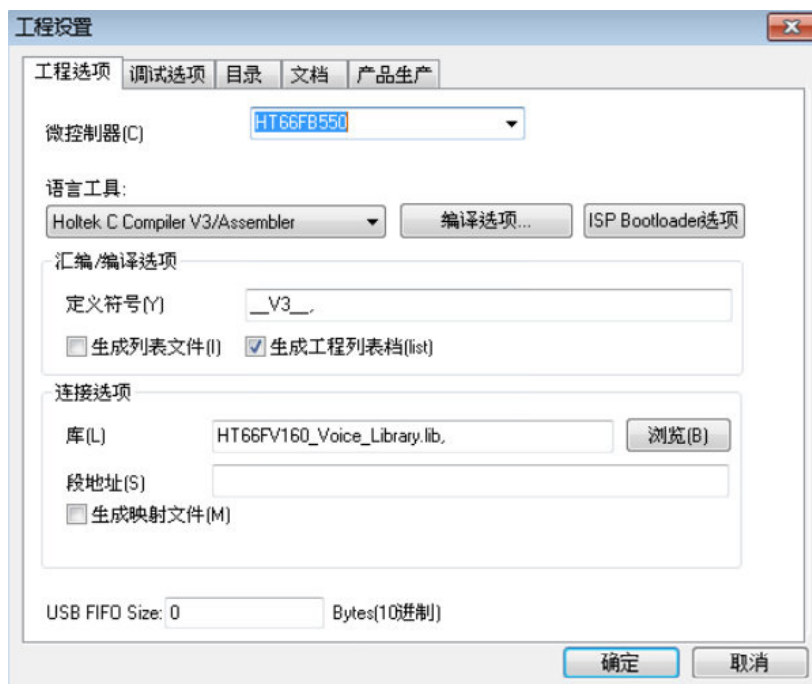 工程设置
工程选项 调试选项 目录 文档 产品生产
微控制器(C) HT66FB550
语言工具:
Holtek C Compiler V3/Assembler 编译选项... ISP Bootloader选项
汇编/编译选项
定义符号(Y) __V3__,
生成列表文件(I) 生成工程列表档(list)
连接选项
库(L) HT66FV160_Voice_Library.lib, 浏览(B)
段地址(S)
生成映射文件(M)
USB FIFO Size: 0 Bytes(10进制)
确定 取消